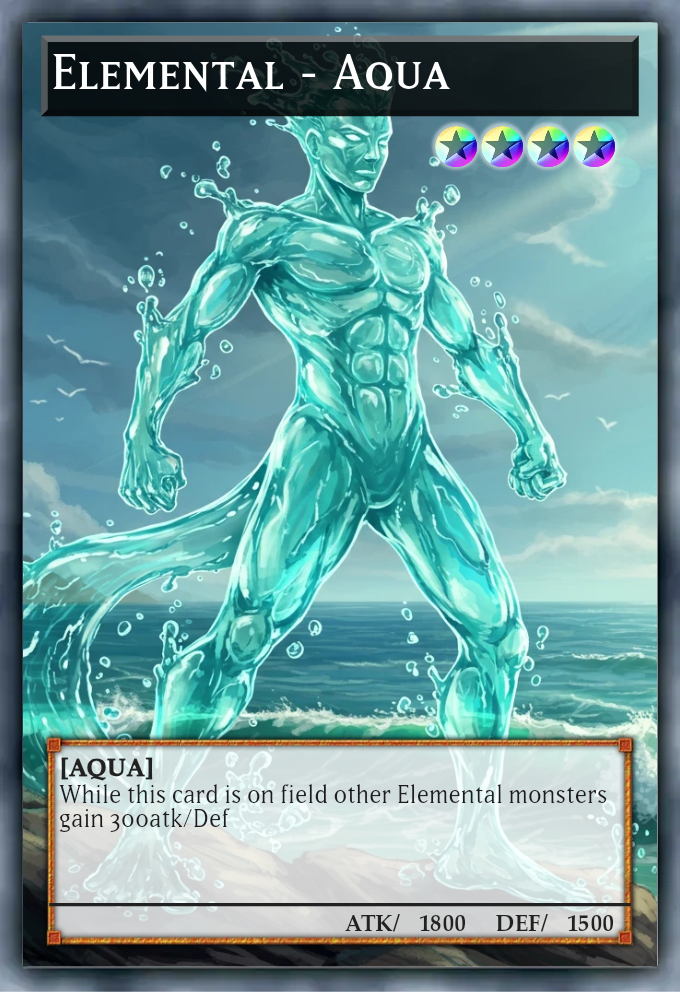 Elemental - Aqua
[AQUA]
While this card is on field other Elemental monsters
gain 300atk/Def
ATK/ 1800 DEF/ 1500